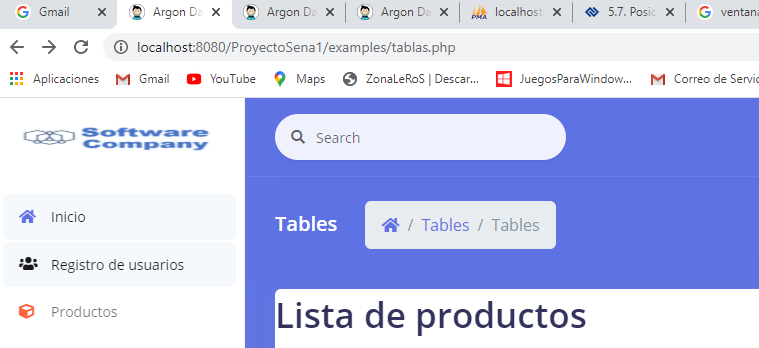 Gmail Argon Da Argon Da Argon Da localhost PMA 5.7. Posic ventana
localhost:8080/ProyectoSena1/examples/tablas.php
Aplicaciones Gmail YouTube Maps ZonaLeRoS | Descar... JuegosParaWindow... Correo de Servic
Software
Company
Search
Inicio
Tables / Tables / Tables
Registro de usuarios
Productos
Lista de productos